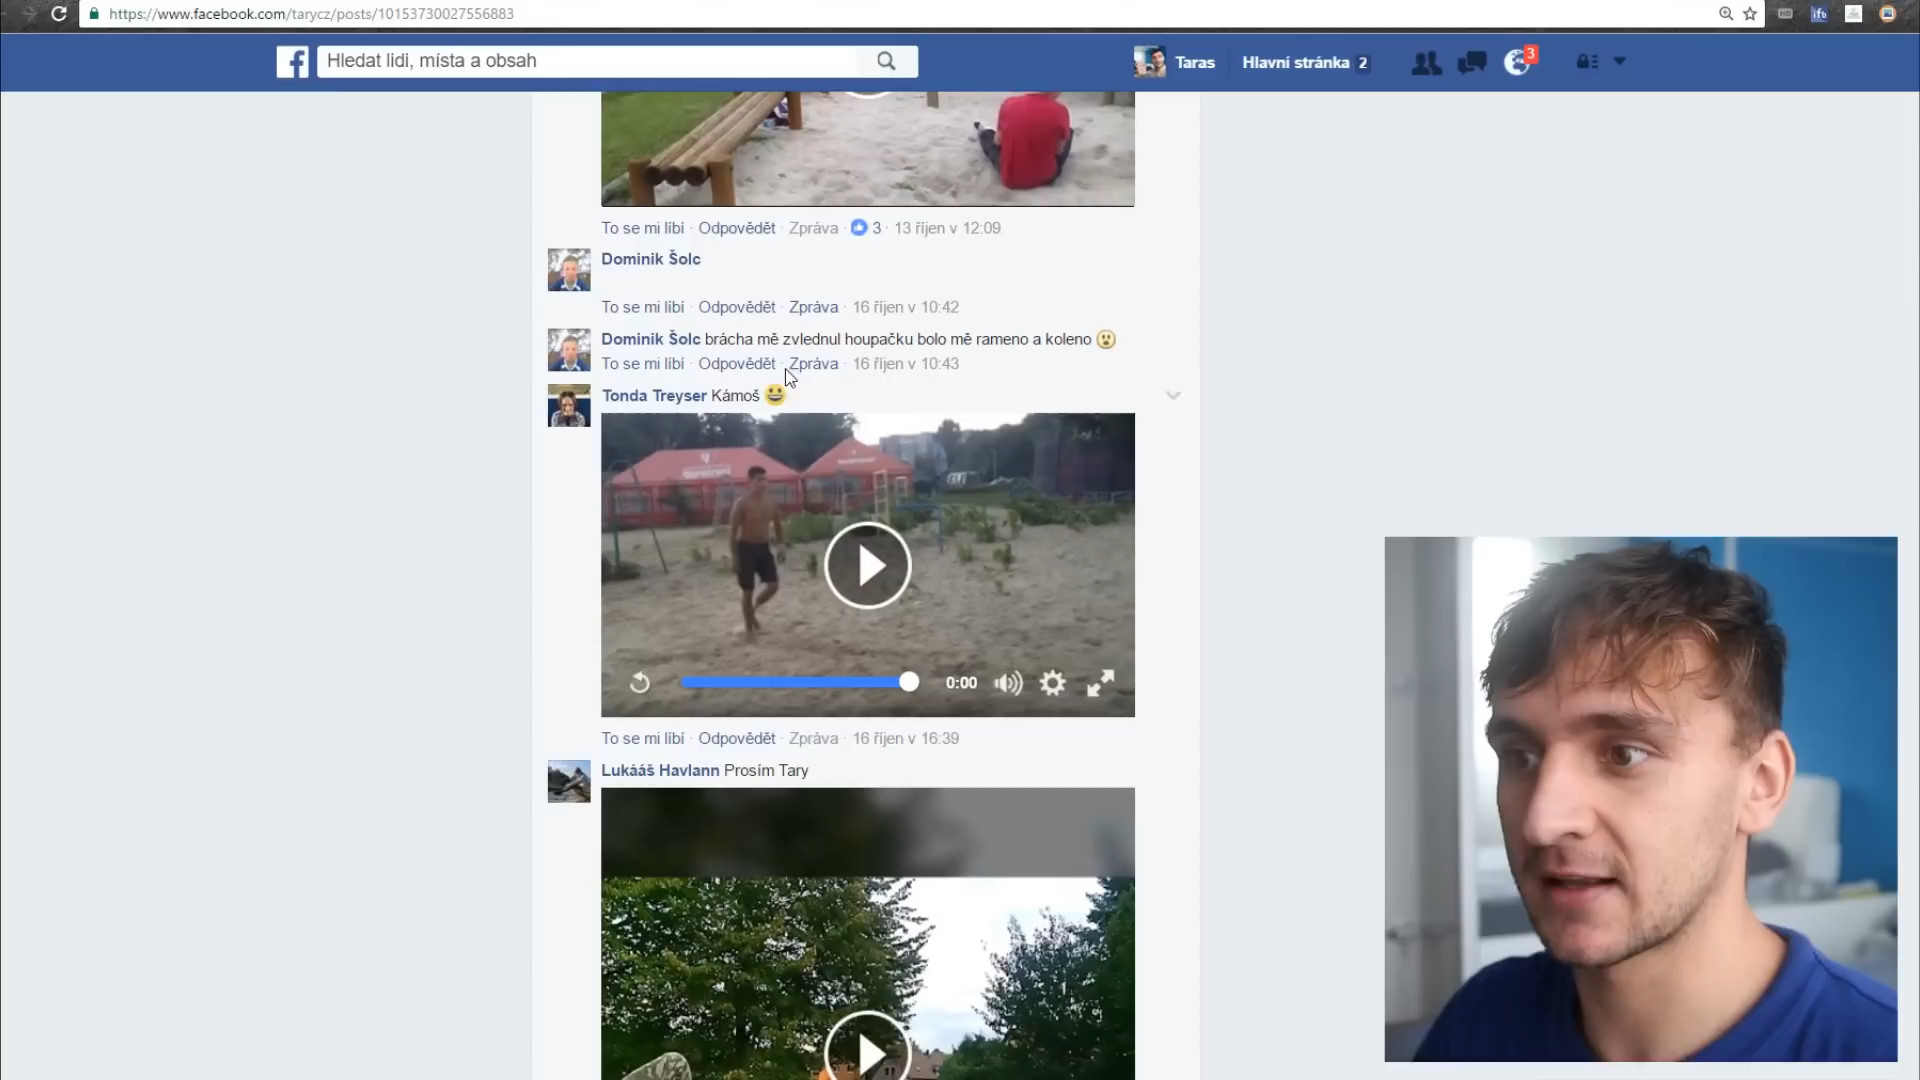 https://www.facebook.com/tarycz/posts/10153730027556883
Hledat lidi, místa a obsah
Taras
Hlavní stránka 2
3
To se mi líbí · Odpovědět · Zpráva · 3 · 13 říjen v 12:09
Dominik Šolc
To se mi líbí · Odpovědět · Zpráva · 16 říjen v 10:42
Dominik Šolc brácha mě zvlednul houpačku bolo mě rameno a koleno
To se mi líbí · Odpovědět · Zpráva · 16 říjen v 10:43
Tonda Treyser Kámoš
0:00
To se mi líbí · Odpovědět · Zpráva · 16 říjen v 16:39
Lukááš Havlann Prosím Tary